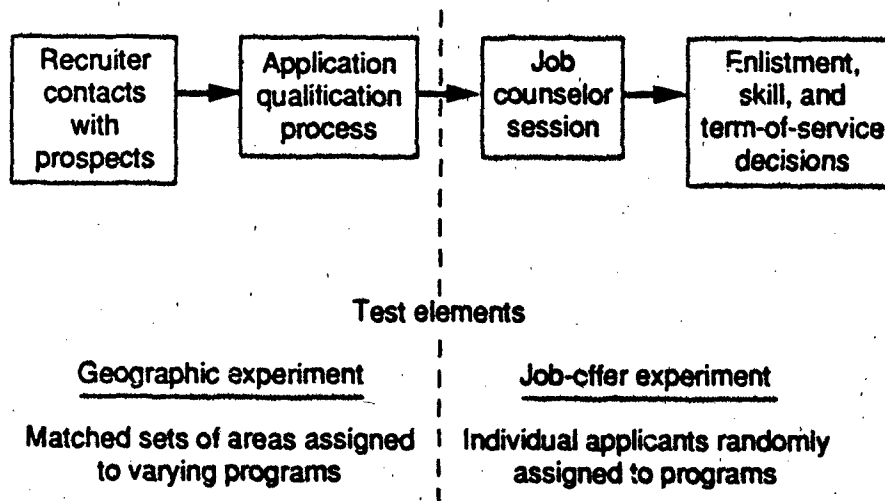 Recruiter
contacts
with
prospects
Application
qualification
process
Job
counselor
session
Enlistment,
skill, and
term-of-service
decisions
Test elements
Geographic experiment
Matched sets of areas assigned
to varying programs
Job-offer experiment
Individual applicants randomly
assigned to programs